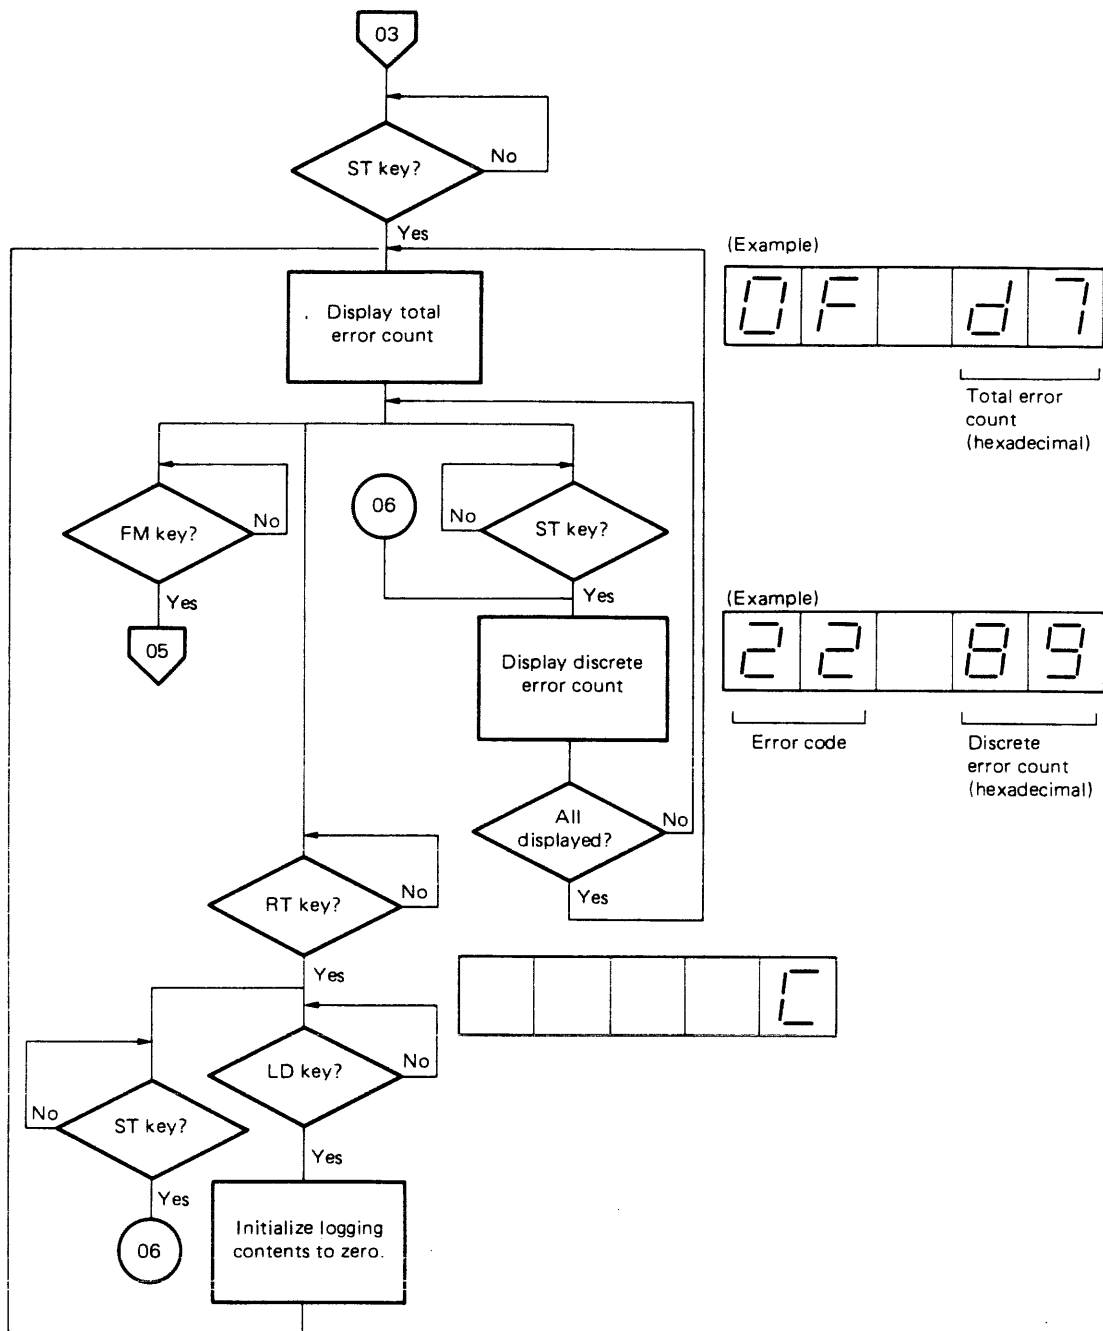 03
ST key?
No
Yes
(Example)
0F d7
Display total
error count
Total error
count
(hexadecimal)
06
FM key?
No
No
ST key?
Yes
Yes
(Example)
05
22 89
Display discrete
error count
Error code
Discrete
error count
(hexadecimal)
All
displayed?
No
Yes
RT key?
No
Yes
C
LD key?
No
No
ST key?
Yes
Yes
06
Initialize logging
contents to zero.